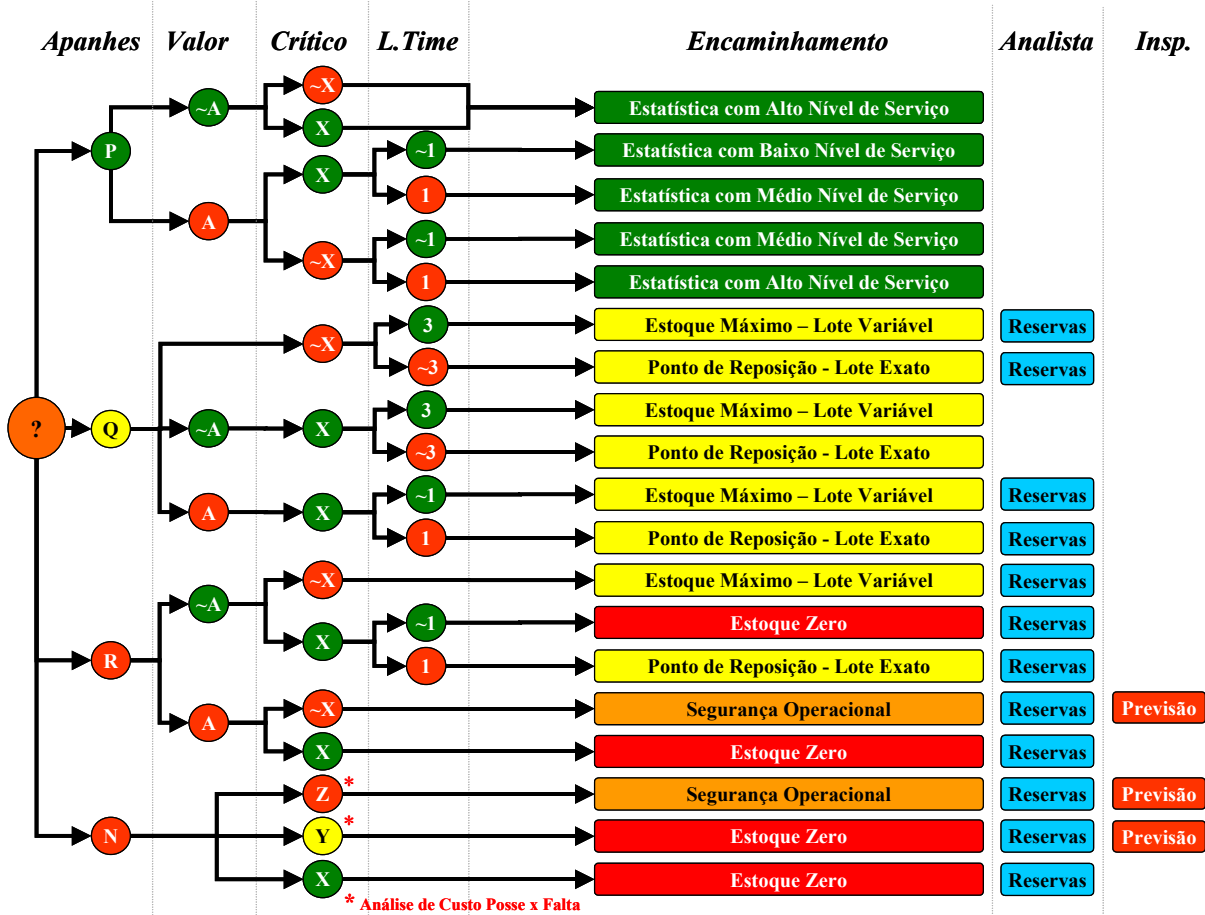 Apanhes Valor Crítico L.Time Encaminhamento Analista Insp.
~X
~A
Estatística com Alto Nível de Serviço
X
P
~1 Estatística com Baixo Nível de Serviço
X
1 Estatística com Médio Nível de Serviço
A
~1 Estatística com Médio Nível de Serviço
~X
1 Estatística com Alto Nível de Serviço
3 Estoque Máximo – Lote Variável Reservas
~X
~3 Ponto de Reposição - Lote Exato Reservas
3 Estoque Máximo – Lote Variável
? Q ~A X
~3 Ponto de Reposição - Lote Exato
~1 Estoque Máximo – Lote Variável Reservas
A X
1 Ponto de Reposição - Lote Exato Reservas
~X Estoque Máximo – Lote Variável Reservas
~A
~1 Estoque Zero Reservas
X
R 1 Ponto de Reposição - Lote Exato Reservas
~X Segurança Operacional Reservas Previsão
A
X Estoque Zero Reservas
Z * Segurança Operacional Reservas Previsão
N Y * Estoque Zero Reservas Previsão
X Estoque Zero Reservas
* Análise de Custo Posse x Falta